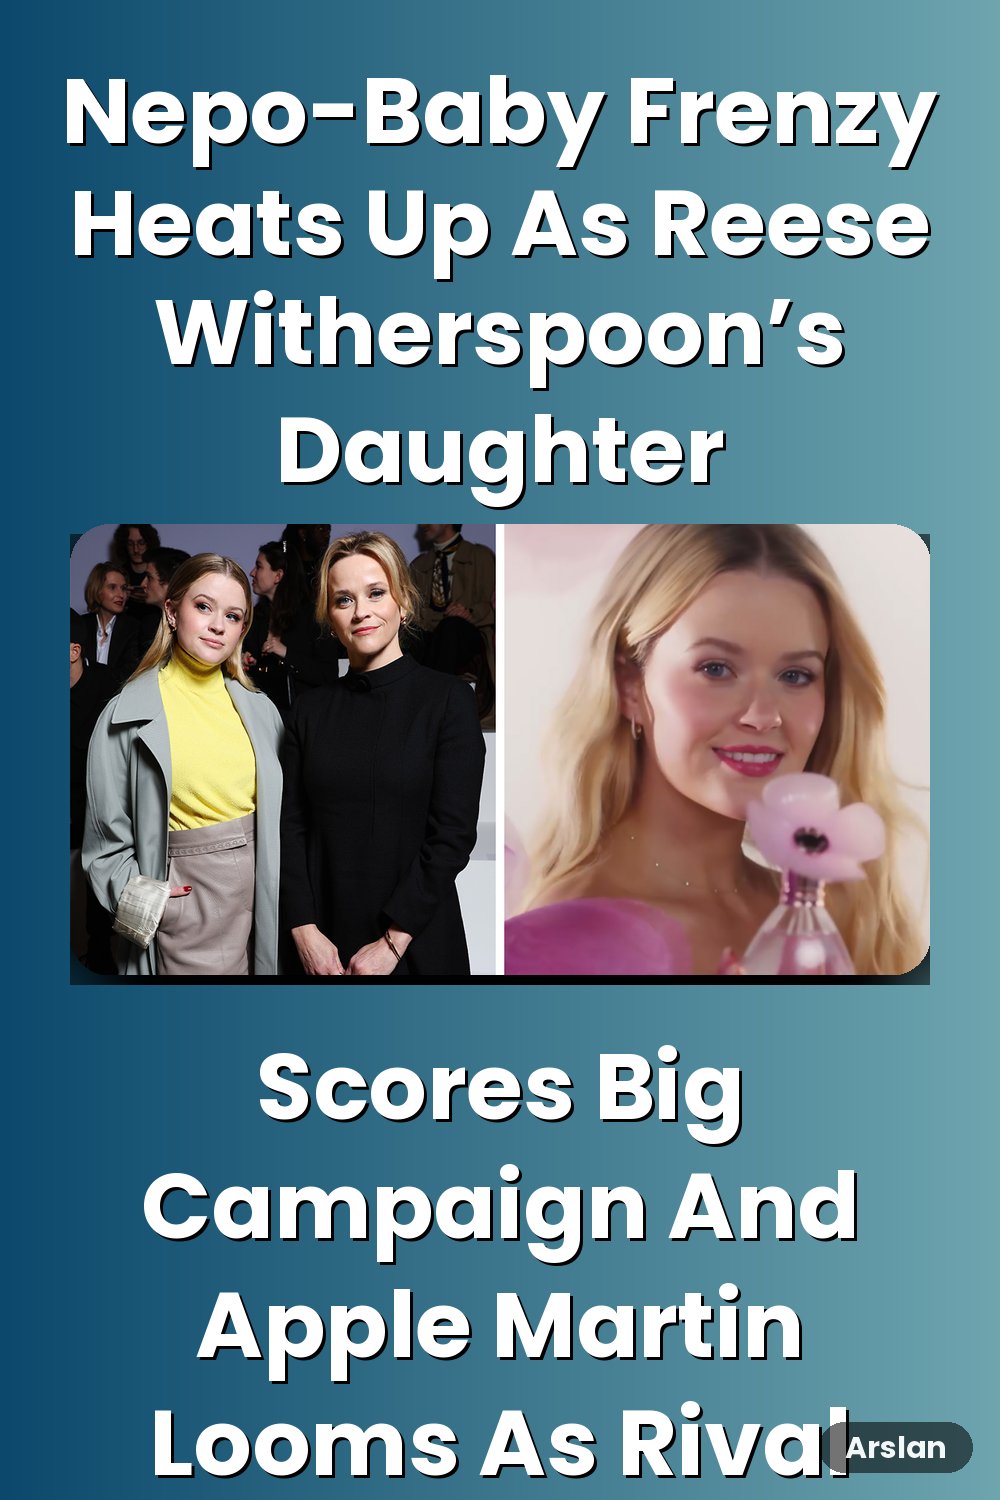 Nepo-Baby Frenzy
Heats Up As Reese
Witherspoon’s
Daughter
Scores Big
Campaign And
Apple Martin
Looms As Rival
Arslan